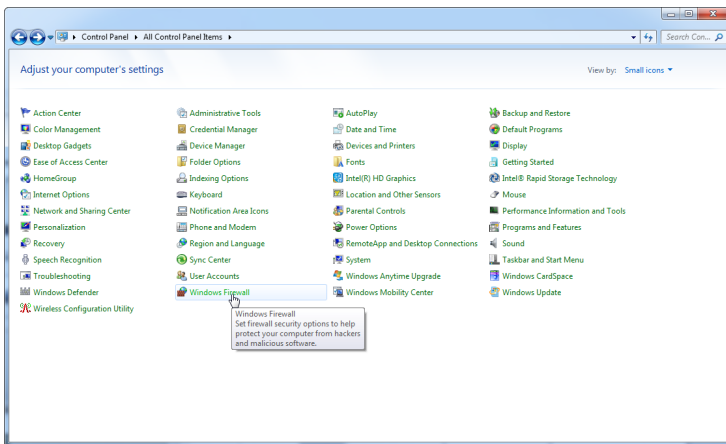 Control Panel ▸ All Control Panel Items ▸ Search Con...
Adjust your computer's settings View by: Small icons
Action Center Administrative Tools AutoPlay Backup and Restore
Color Management Credential Manager Date and Time Default Programs
Desktop Gadgets Device Manager Devices and Printers Display
Ease of Access Center Folder Options Fonts Getting Started
HomeGroup Indexing Options Intel(R) HD Graphics Intel® Rapid Storage Technology
Internet Options Keyboard Location and Other Sensors Mouse
Network and Sharing Center Notification Area Icons Parental Controls Performance Information and Tools
Personalization Phone and Modem Power Options Programs and Features
Recovery Region and Language RemoteApp and Desktop Connections Sound
Speech Recognition Sync Center System Taskbar and Start Menu
Troubleshooting User Accounts Windows Anytime Upgrade Windows CardSpace
Windows Defender Windows Firewall Windows Mobility Center Windows Update
Wireless Configuration Utility
Windows Firewall
Set firewall security options to help
protect your computer from hackers
and malicious software.